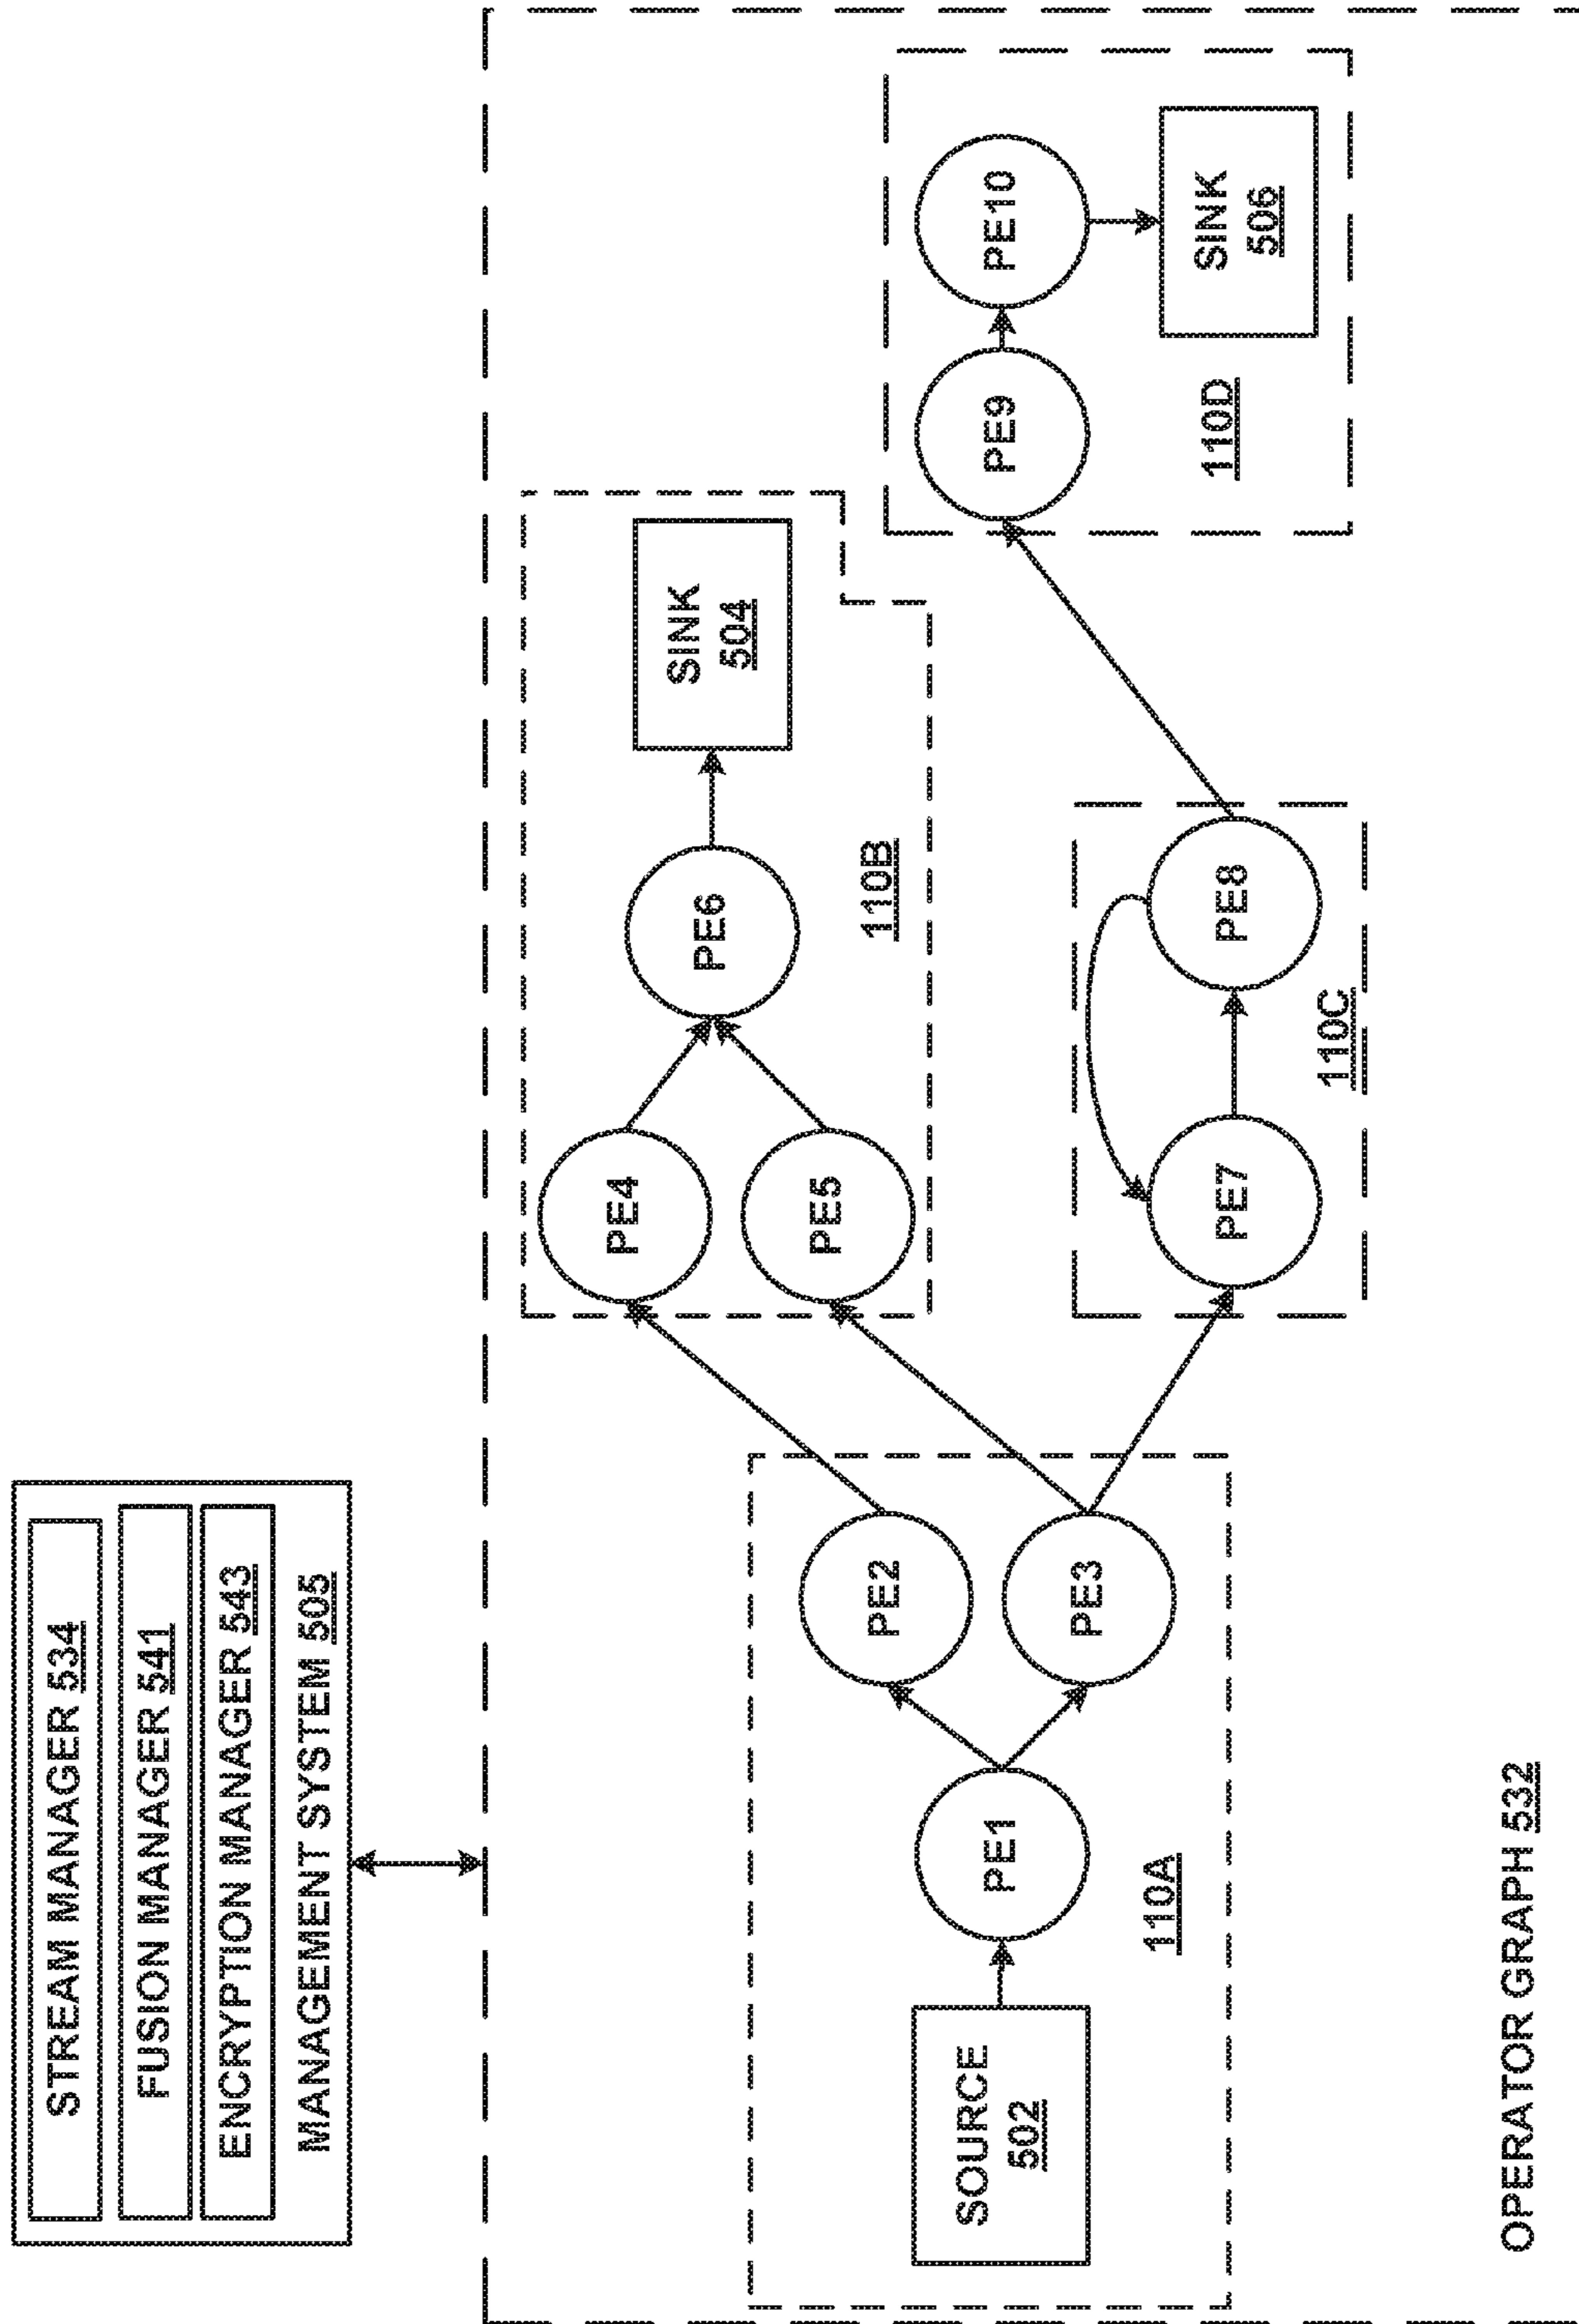 STREAM MANAGER 534
FUSION MANAGER 541
ENCRYPTION MANAGER 543
MANAGEMENT SYSTEM 505
SOURCE
502
PE1
PE2
PE3
110A
PE4
PE5
PE6
SINK
504
110B
PE7
PE8
110C
PE9
PE10
SINK
506
110D
OPERATOR GRAPH 532